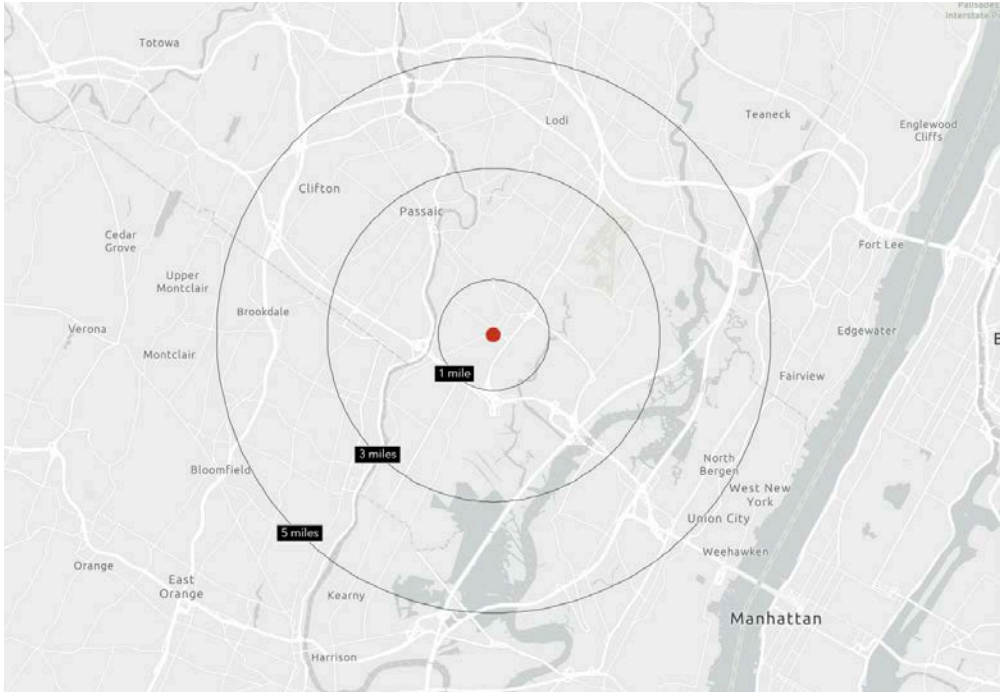 Palisades
Interstate P
Totowa
Lodi
Teaneck
Englewood
Cliffs
Clifton
Passaic
Cedar
Grove
Fort Lee
Upper
Montclair
Brookdale
Verona
Edgewater
Montclair
1 mile
Fairview
3 miles
Bloomfield
North
Bergen
West New
York
Union City
5 miles
Weehawken
Orange
East
Orange
Kearny
Manhattan
Harrison